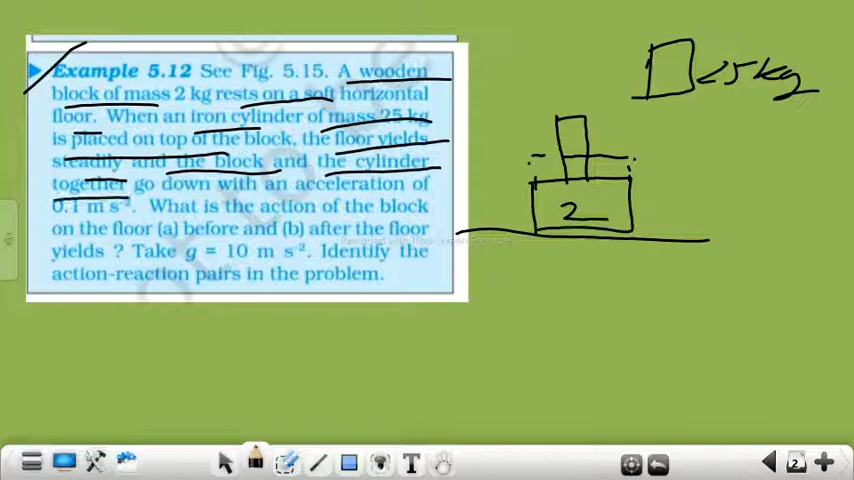 Example 5.12 See Fig. 5.15. A wooden
block of mass 2 kg rests on a soft horizontal
floor. When an iron cylinder of mass 25 kg
is placed on top of the block, the floor yields
steadily and the block and the cylinder
together go down with an acceleration of
0.1 m s⁻². What is the action of the block
on the floor (a) before and (b) after the floor
yields ? Take g = 10 m s⁻². Identify the
action-reaction pairs in the problem.
25 kg
2
T
2